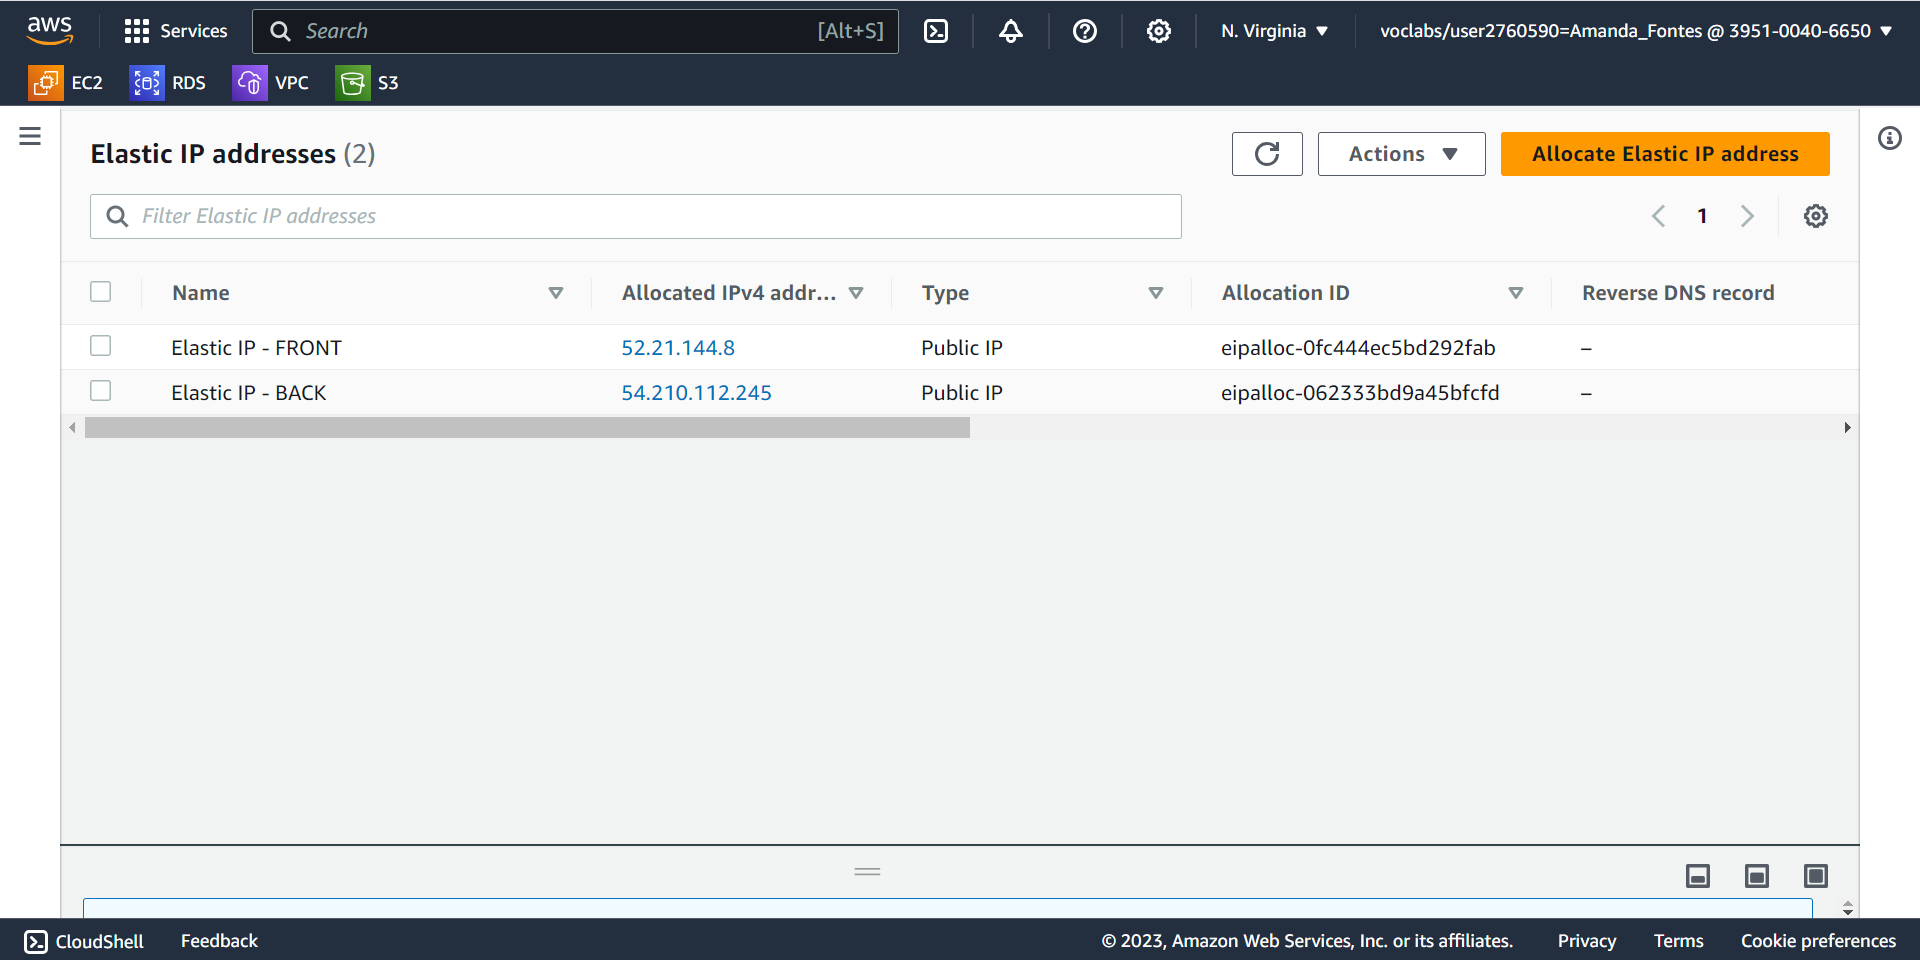 aws Services Search [Alt+S] N. Virginia voclabs/user2760590=Amanda_Fontes @ 3951-0040-6650
EC2 RDS VPC S3
Elastic IP addresses (2) Actions Allocate Elastic IP address
Filter Elastic IP addresses 1
Name Allocated IPv4 addr... Type Allocation ID Reverse DNS record
Elastic IP - FRONT 52.21.144.8 Public IP eipalloc-0fc444ec5bd292fab –
Elastic IP - BACK 54.210.112.245 Public IP eipalloc-062333bd9a45bfcfd –
CloudShell Feedback © 2023, Amazon Web Services, Inc. or its affiliates. Privacy Terms Cookie preferences